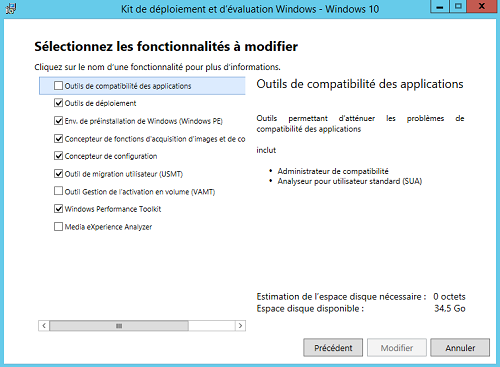 Kit de déploiement et d'évaluation Windows - Windows 10
Sélectionnez les fonctionnalités à modifier
Cliquez sur le nom d'une fonctionnalité pour plus d'informations.
Outils de compatibilité des applications
Outils de déploiement
Env. de préinstallation de Windows (Windows PE)
Concepteur de fonctions d'acquisition d'images et de co
Concepteur de configuration
Outil de migration utilisateur (USMT)
Outil Gestion de l'activation en volume (VAMT)
Windows Performance Toolkit
Media eXperience Analyzer
Outils de compatibilité des applications
Outils permettant d'atténuer les problèmes de
compatibilité des applications
inclut
• Administrateur de compatibilité
• Analyseur pour utilisateur standard (SUA)
Estimation de l'espace disque nécessaire : 0 octets
Espace disque disponible : 34,5 Go
Précédent Modifier Annuler